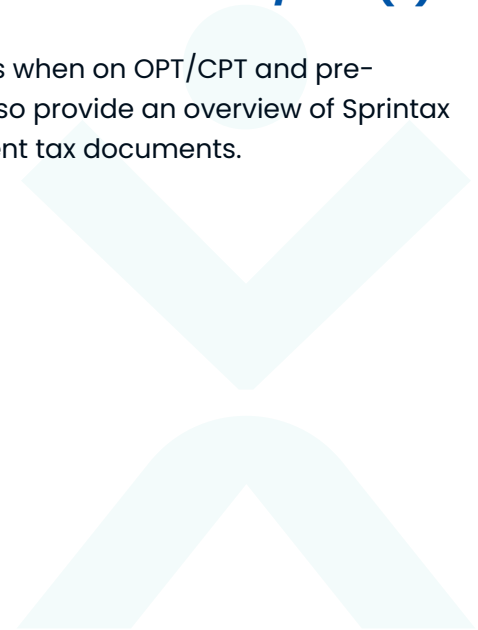 s when on OPT/CPT and pre-
so provide an overview of Sprintax
nt tax documents.